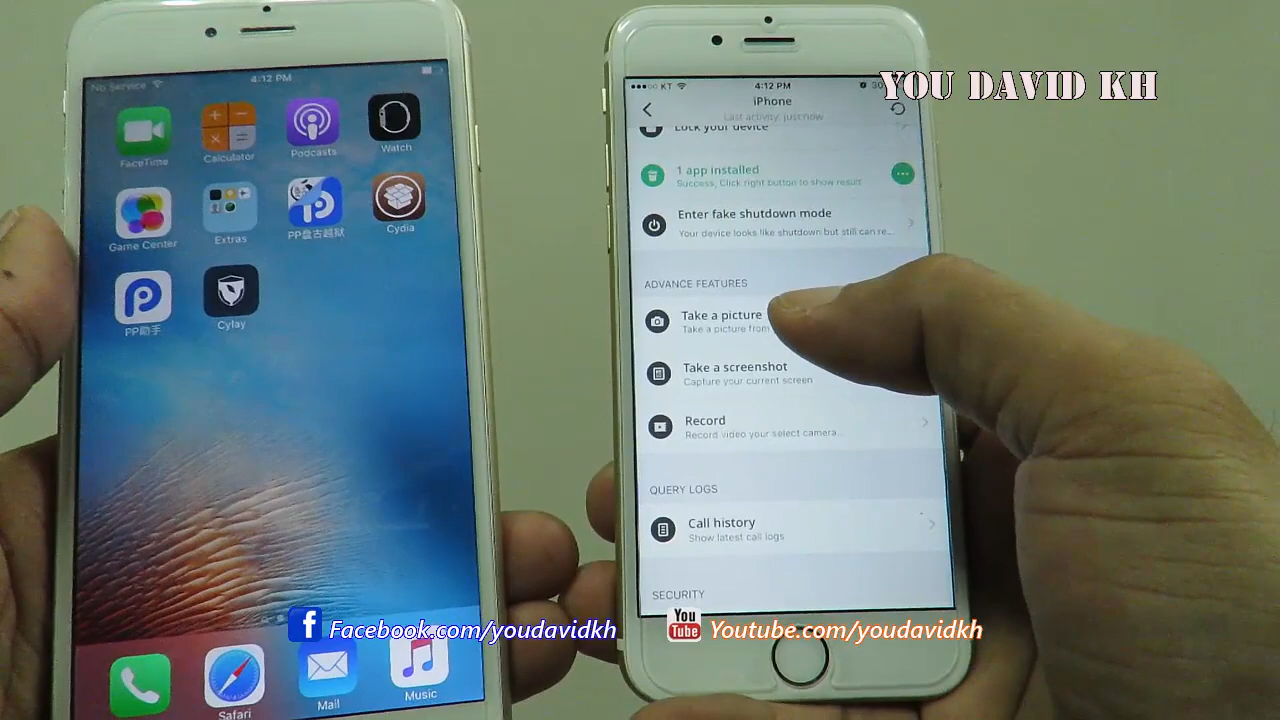 YOU DAVID KH
No Service
4:12 PM
FaceTime
Calculator
Podcasts
Watch
Game Center
Extras
PP盘古越狱
Cydia
PP助手
Cylay
Safari
Mail
Music
KT
4:12 PM
iPhone
Last activity, just now
Lock your device
1 app installed
Success, Click right button to show result
Enter fake shutdown mode
Your device looks like shutdown but still can re...
ADVANCE FEATURES
Take a picture
Take a picture from
Take a screenshot
Capture your current screen
Record
Record video your select camera...
QUERY LOGS
Call history
Show latest call logs
SECURITY
f Facebook.com/youdavidkh
You Tube Youtube.com/youdavidkh